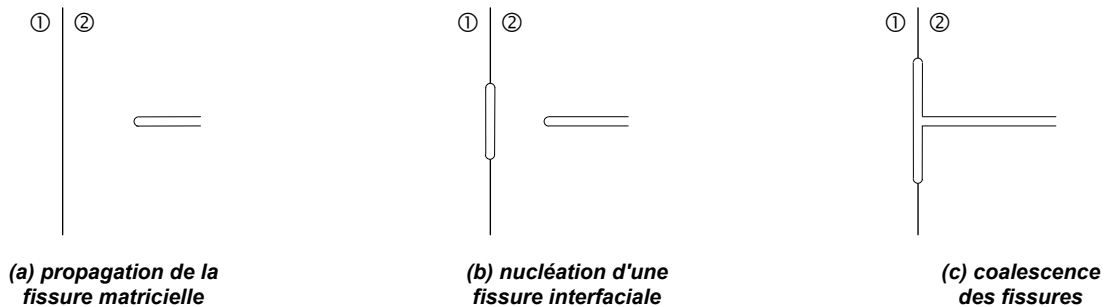 ① ②
① ②
① ②
(a) propagation de la
fissure matricielle
(b) nucléation d'une
fissure interfaciale
(c) coalescence
des fissures